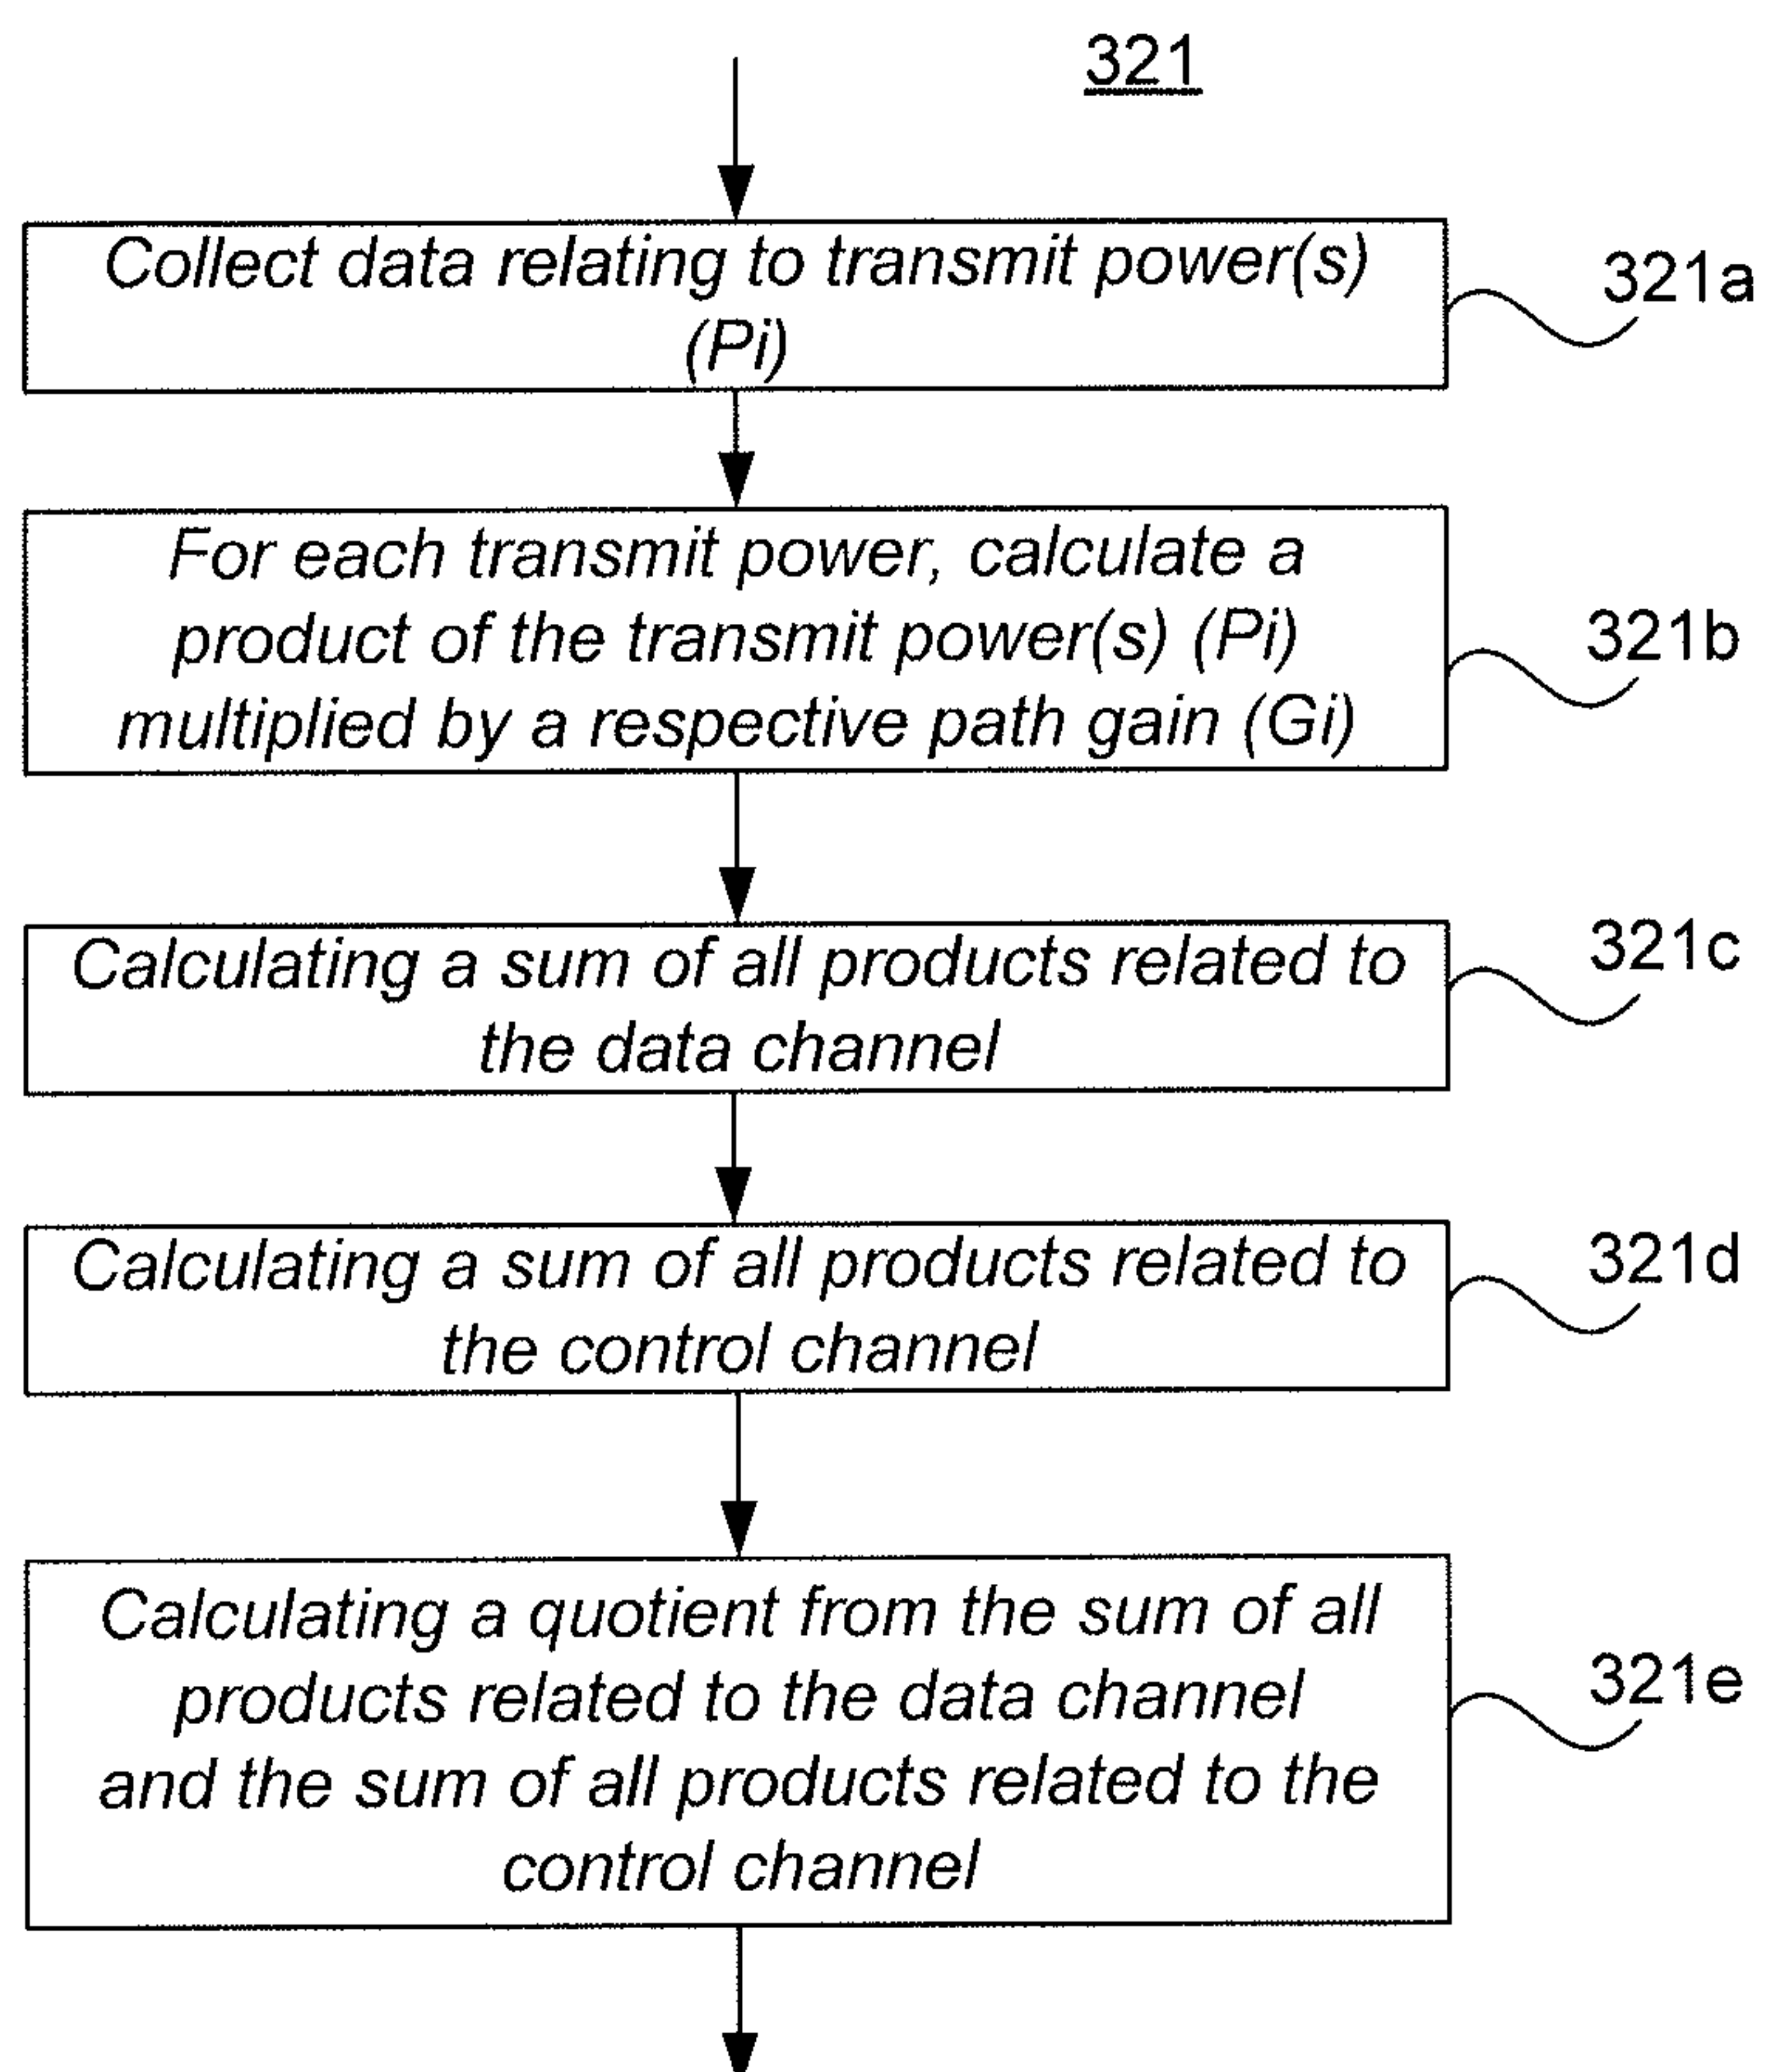 321
Collect data relating to transmit power(s)
(Pi)
321a
For each transmit power, calculate a
product of the transmit power(s) (Pi)
multiplied by a respective path gain (Gi)
321b
Calculating a sum of all products related to
the data channel
321c
Calculating a sum of all products related to
the control channel
321d
Calculating a quotient from the sum of all
products related to the data channel
and the sum of all products related to the
control channel
321e